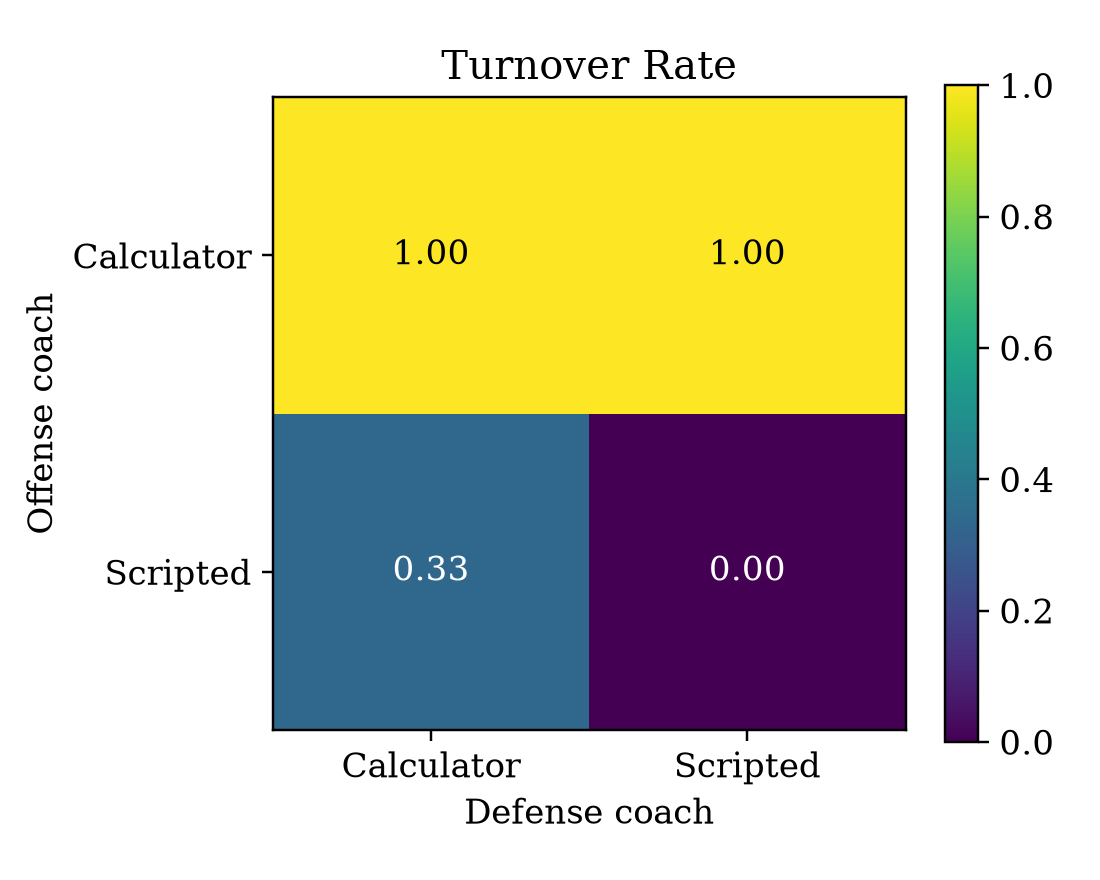 Turnover Rate
Offense coach
Calculator
1.00 1.00
Scripted
0.33 0.00
Calculator Scripted
Defense coach
1.0
0.8
0.6
0.4
0.2
0.0